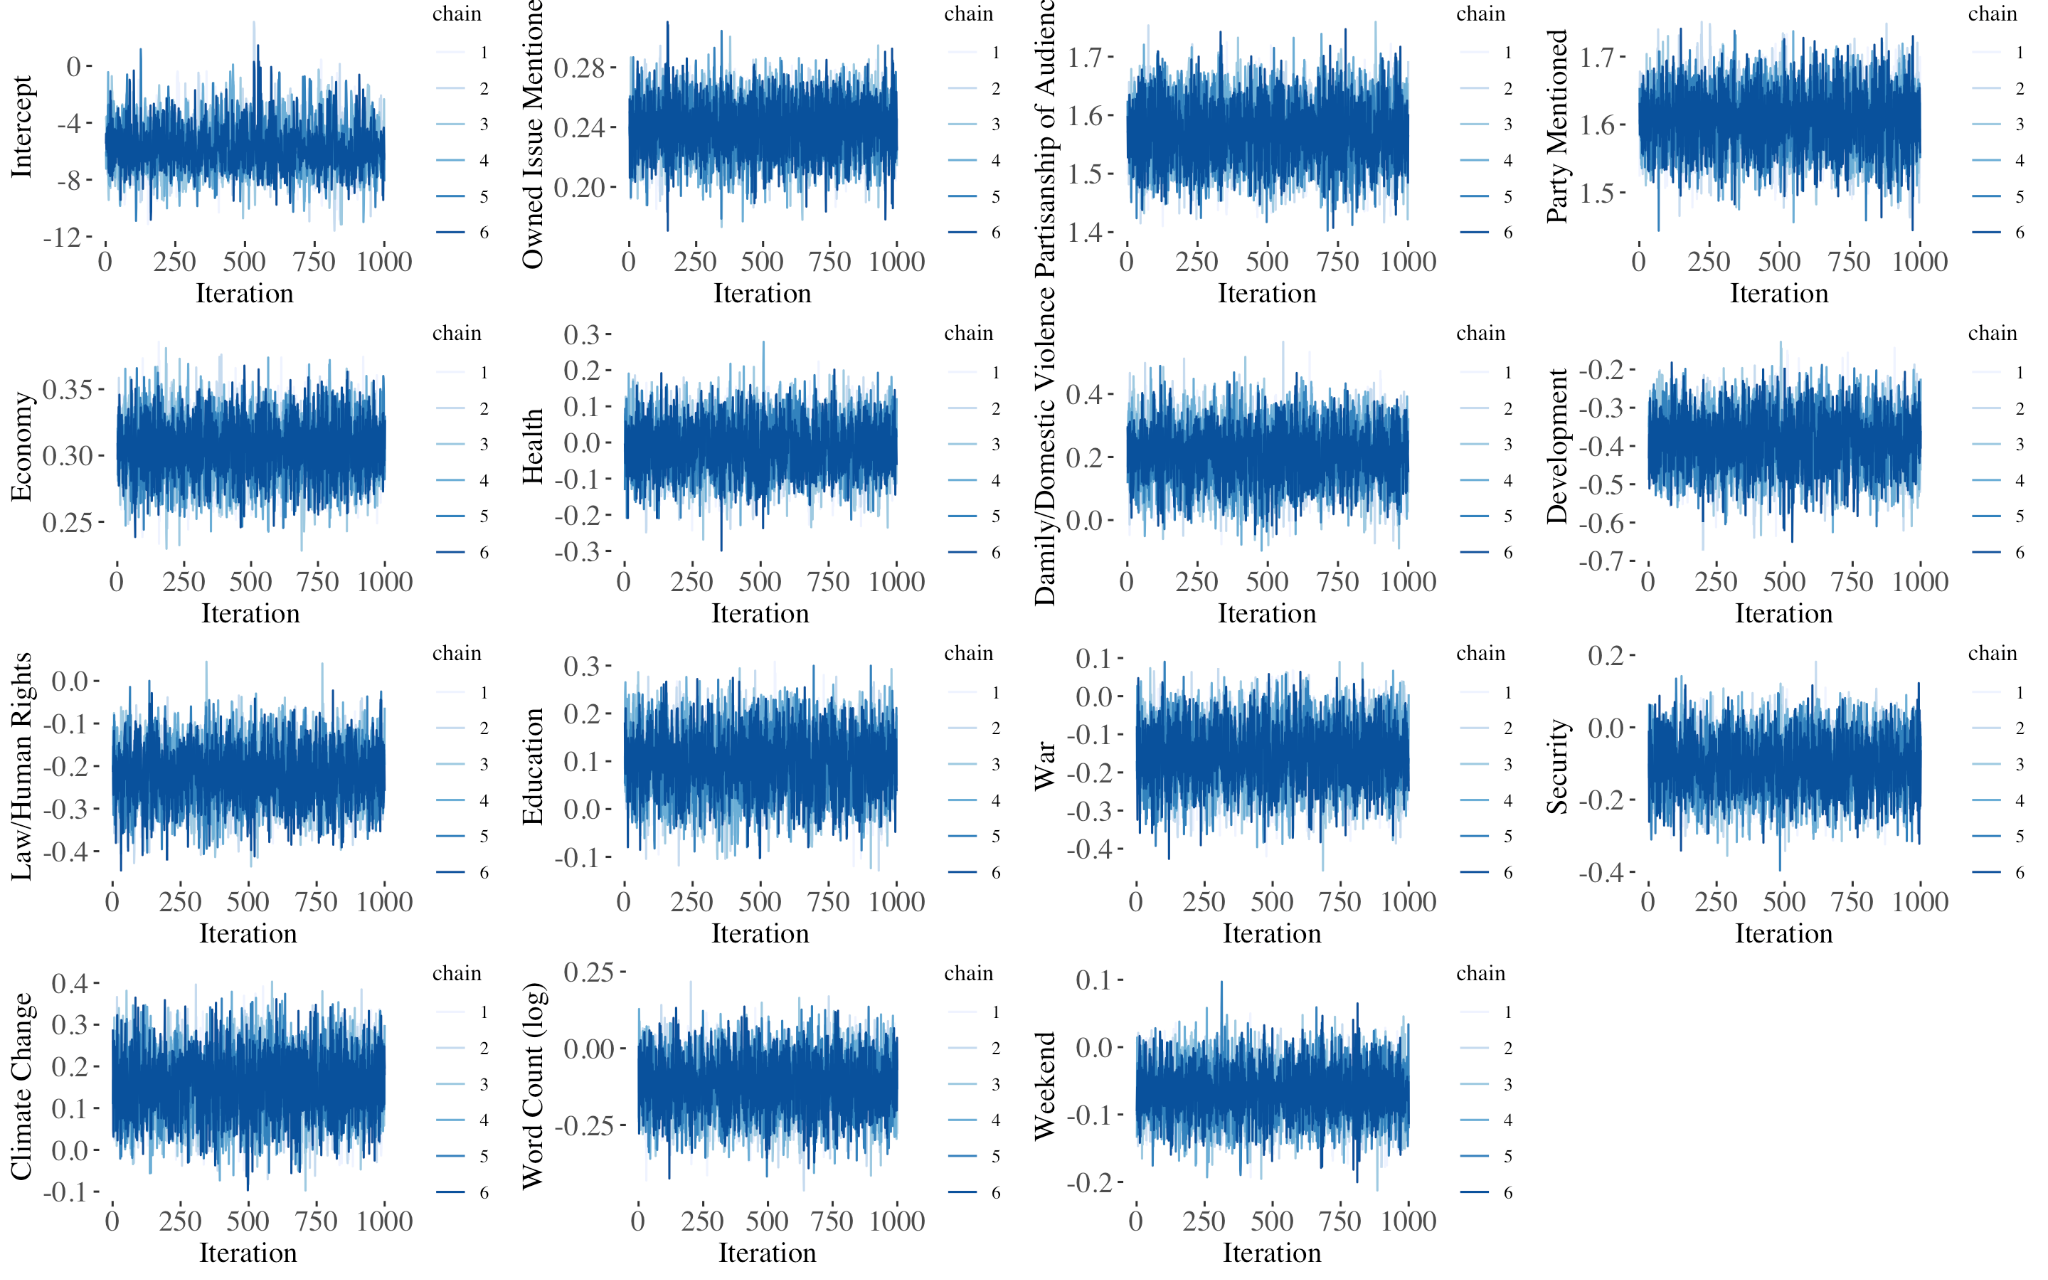 Intercept
0
-4
-8
-12
0 250 500 750 1000
Iteration
chain
1
2
3
4
5
6
Owned Issue Mentione
0.28
0.24
0.20
0 250 500 750 1000
Iteration
chain
1
2
3
4
5
6
Partisanship of Audienc
1.7
1.6
1.5
1.4
0 250 500 750 1000
Iteration
chain
1
2
3
4
5
6
Party Mentioned
1.7
1.6
1.5
0 250 500 750 1000
Iteration
chain
1
2
3
4
5
6
Economy
0.35
0.30
0.25
0 250 500 750 1000
Iteration
chain
1
2
3
4
5
6
Health
0.3
0.2
0.1
0.0
-0.1
-0.2
-0.3
0 250 500 750 1000
Iteration
chain
1
2
3
4
5
6
Damily/Domestic Violence
0.4
0.2
0.0
0 250 500 750 1000
Iteration
chain
1
2
3
4
5
6
Development
-0.2
-0.3
-0.4
-0.5
-0.6
-0.7
0 250 500 750 1000
Iteration
chain
1
2
3
4
5
6
Law/Human Rights
0.0
-0.1
-0.2
-0.3
-0.4
0 250 500 750 1000
Iteration
chain
1
2
3
4
5
6
Education
0.3
0.2
0.1
0.0
-0.1
0 250 500 750 1000
Iteration
chain
1
2
3
4
5
6
War
0.1
0.0
-0.1
-0.2
-0.3
-0.4
0 250 500 750 1000
Iteration
chain
1
2
3
4
5
6
Security
0.2
0.0
-0.2
-0.4
0 250 500 750 1000
Iteration
chain
1
2
3
4
5
6
Climate Change
0.4
0.3
0.2
0.1
0.0
-0.1
0 250 500 750 1000
Iteration
chain
1
2
3
4
5
6
Word Count (log)
0.25
0.00
-0.25
0 250 500 750 1000
Iteration
chain
1
2
3
4
5
6
Weekend
0.1
0.0
-0.1
-0.2
0 250 500 750 1000
Iteration
chain
1
2
3
4
5
6